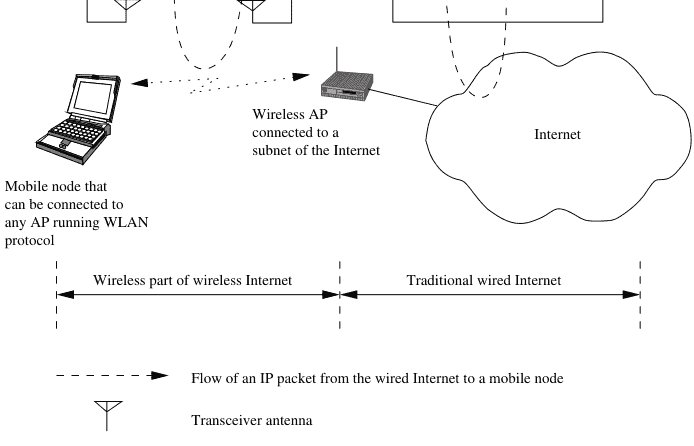 Wireless AP
connected to a
subnet of the Internet
Internet
Mobile node that
can be connected to
any AP running WLAN
protocol
Wireless part of wireless Internet
Traditional wired Internet
Flow of an IP packet from the wired Internet to a mobile node
Transceiver antenna